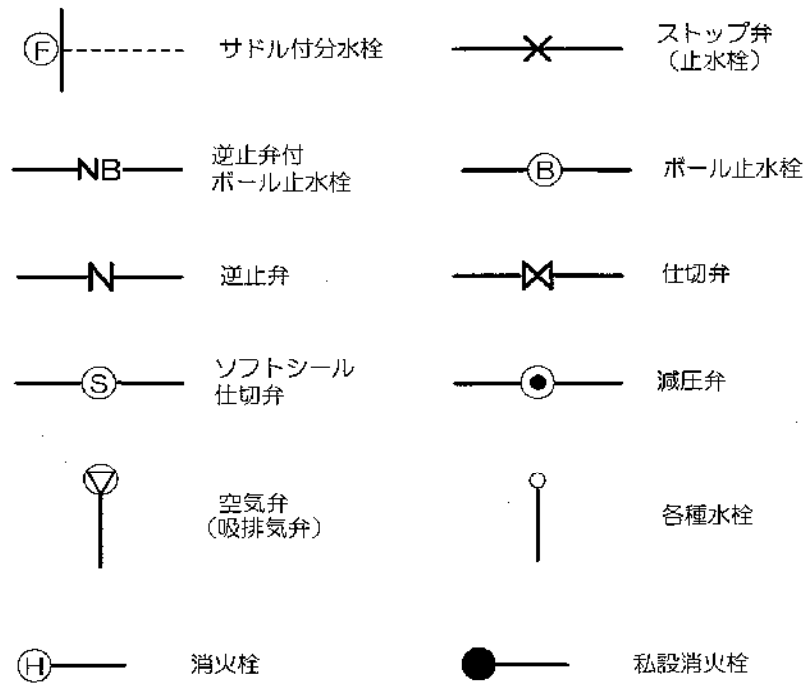 F
サドル付分水栓
ストップ弁
(止水栓)
NB
逆止弁付
ボール止水栓
B
ボール止水栓
N
逆止弁
仕切弁
S
ソフトシール
仕切弁
減圧弁
空気弁
(吸排気弁)
各種水栓
H
消火栓
私設消火栓